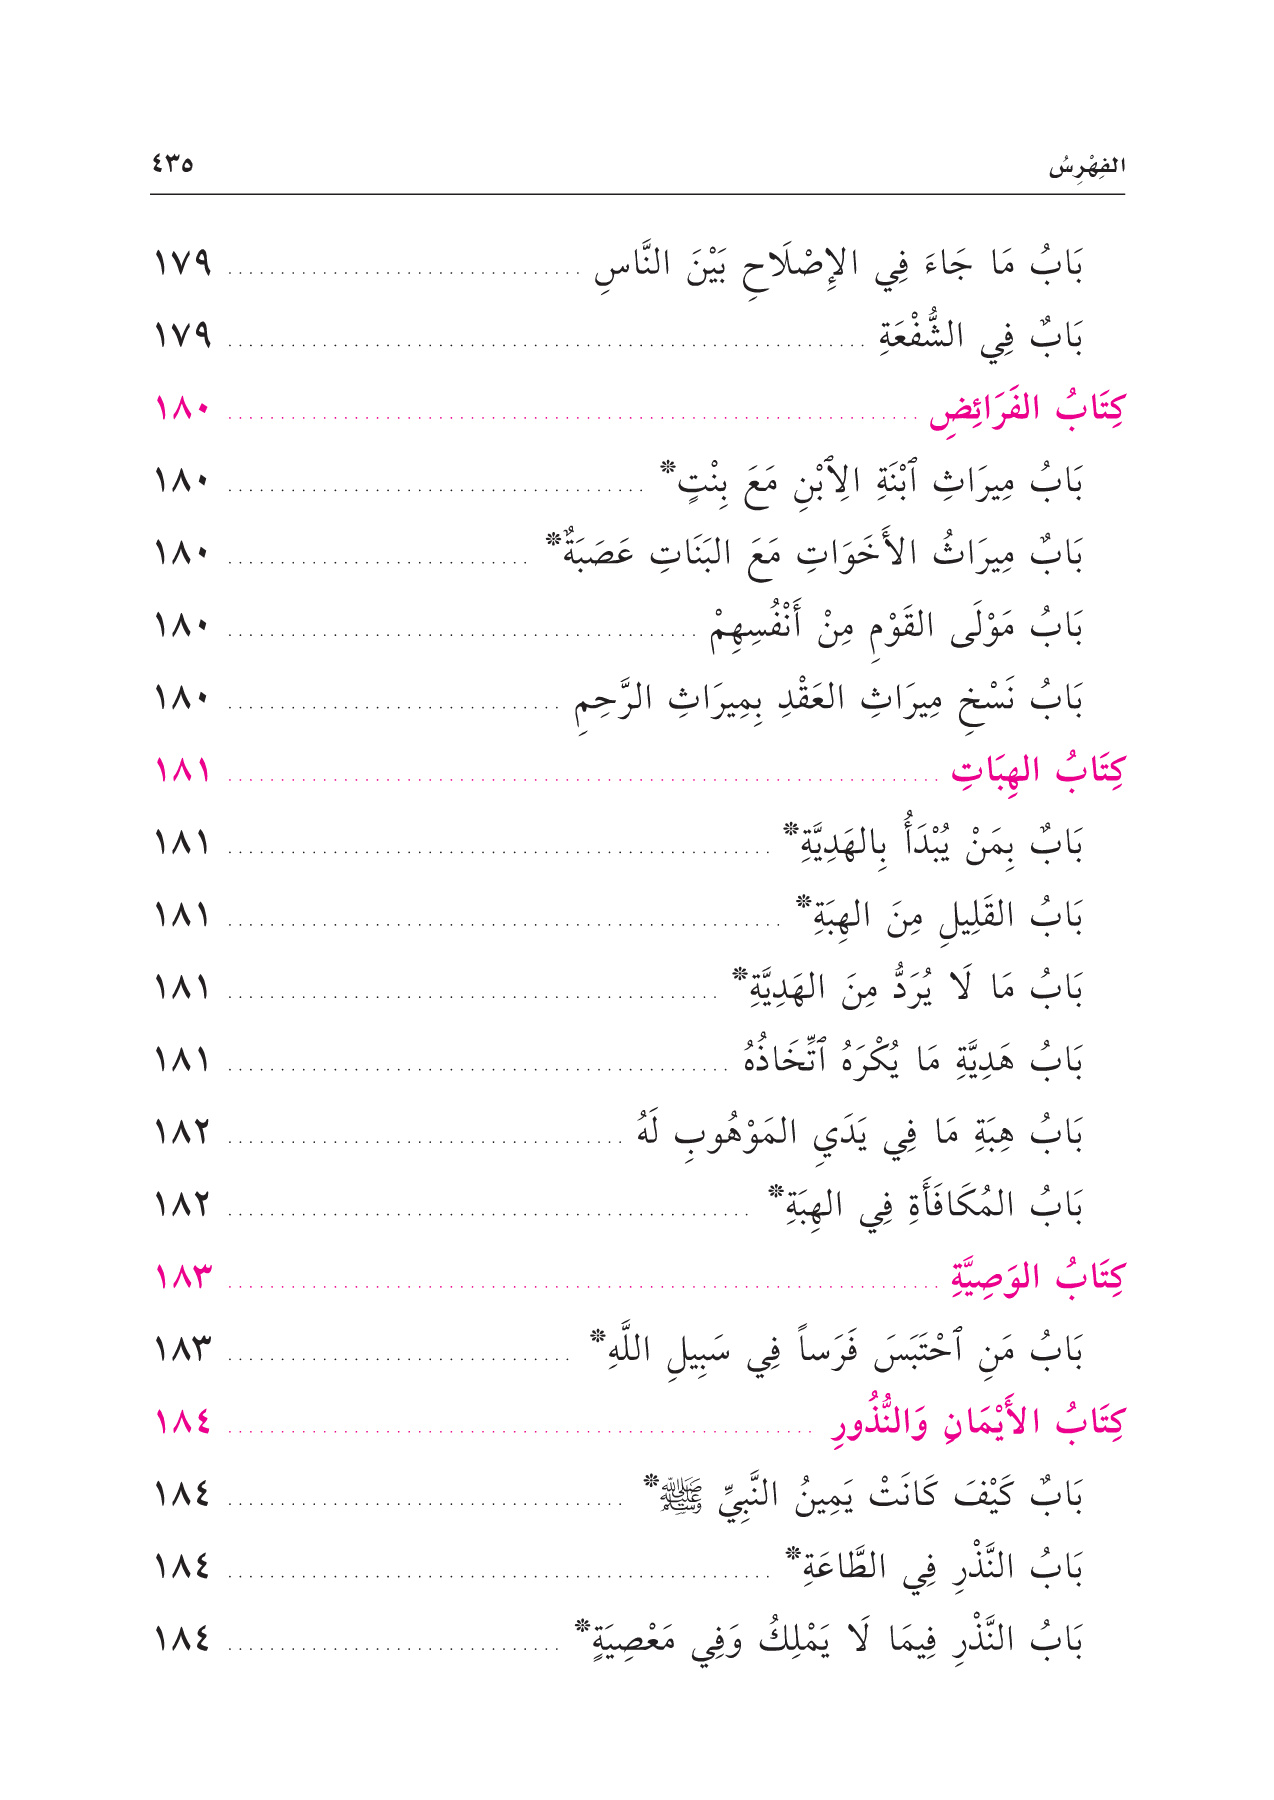 الفِهْرِسُ ٤٣٥
بَابُ مَا جَاءَ فِي الإِصْلَاحِ بَيْنَ النَّاسِ ........ ١٧٩
بَابٌ فِي الشُّفْعَةِ ........ ١٧٩
كِتَابُ الفَرَائِضِ ........ ١٨٠
بَابُ مِيرَاثِ ٱبْنَةِ الِٱبْنِ مَعَ بِنْتٍ* ........ ١٨٠
بَابٌ مِيرَاثُ الأَخَوَاتِ مَعَ البَنَاتِ عَصَبَةٌ* ........ ١٨٠
بَابُ مَوْلَى القَوْمِ مِنْ أَنْفُسِهِمْ ........ ١٨٠
بَابُ نَسْخِ مِيرَاثِ العَقْدِ بِمِيرَاثِ الرَّحِمِ ........ ١٨٠
كِتَابُ الهِبَاتِ ........ ١٨١
بَابٌ بِمَنْ يُبْدَأُ بِالهَدِيَّةِ* ........ ١٨١
بَابُ القَلِيلِ مِنَ الهِبَةِ* ........ ١٨١
بَابُ مَا لَا يُرَدُّ مِنَ الهَدِيَّةِ* ........ ١٨١
بَابُ هَدِيَّةِ مَا يُكْرَهُ ٱتِّخَاذُهُ ........ ١٨١
بَابُ هِبَةِ مَا فِي يَدَيِ المَوْهُوبِ لَهُ ........ ١٨٢
بَابُ المُكَافَأَةِ فِي الهِبَةِ* ........ ١٨٢
كِتَابُ الوَصِيَّةِ ........ ١٨٣
بَابُ مَنِ ٱحْتَبَسَ فَرَساً فِي سَبِيلِ اللَّهِ* ........ ١٨٣
كِتَابُ الأَيْمَانِ وَالنُّذُورِ ........ ١٨٤
بَابٌ كَيْفَ كَانَتْ يَمِينُ النَّبِيِّ ﷺ* ........ ١٨٤
بَابُ النَّذْرِ فِي الطَّاعَةِ* ........ ١٨٤
بَابُ النَّذْرِ فِيمَا لَا يَمْلِكُ وَفِي مَعْصِيَةٍ* ........ ١٨٤